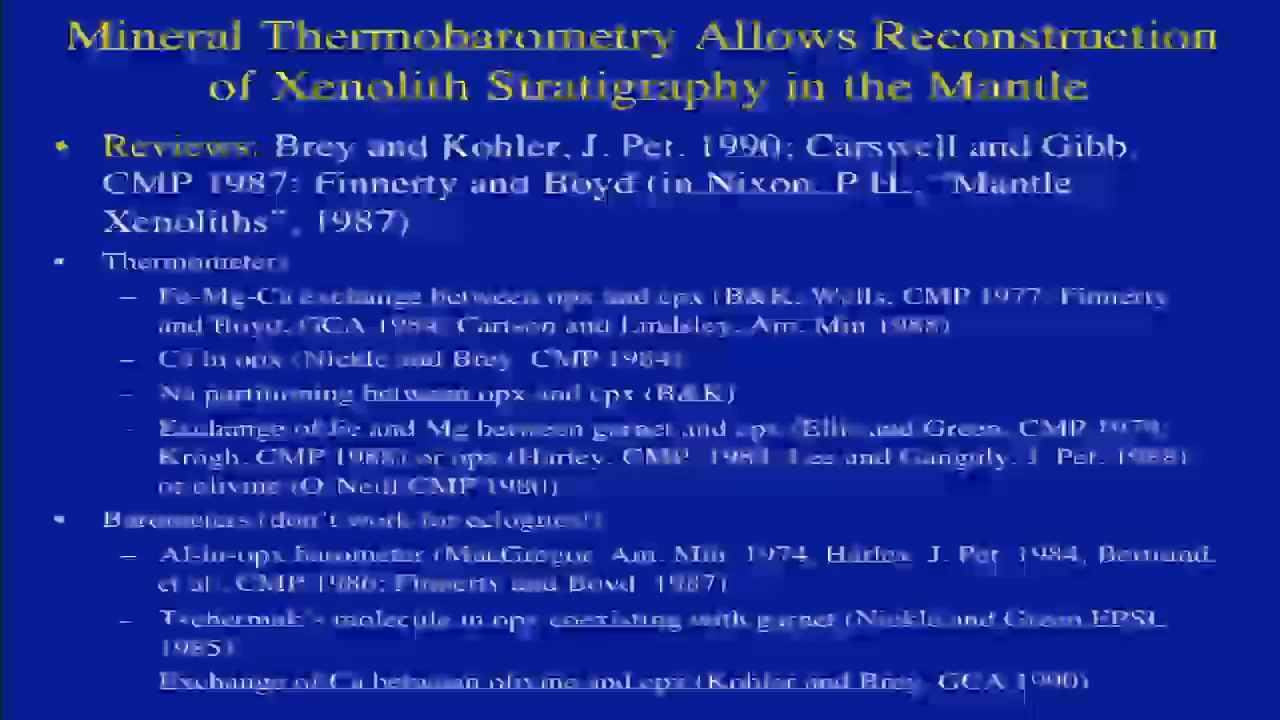 Mineral Thermobarometry Allows Reconstruction
of Xenolith Stratigraphy in the Mantle
• Reviews: Brey and Kohler, J. Pet. 1990; Carswell and Gibb,
CMP 1987; Finnerty and Boyd (in Nixon, P.H., "Mantle
Xenoliths", 1987)
• Thermometers
– Fe-Mg-Ca exchange between opx and cpx (B&K, Wells, CMP 1977; Finnerty
and Boyd, GCA Lindsley, Am. Min 1988)
– Ca in opx (Nickle and Brey, CMP 1984)
– Na partitioning between opx and cpx (B&K)
– Exchange of Fe and Mg between garnet and cpx (Ellis and Green, CMP 1979;
Krogh, CMP 1988) or opx (Harley, CMP, Lee and Ganguly, J. Pet. 1988)
or olivine (O'Neill CMP 1980)
• Barometers (don't work for eclogites!)
– Al-in-opx barometer (MacGregor, Am. Min. 1974, Harley, J. Pet. 1984, Bertrand,
et al., CMP 1986; Finnerty and Boyd, 1987)
– Tschermak's molecule in opx coexisting with garnet (Nickle and Green EPSL
1985)
Exchange of Ca between olivine and cpx (Kohler and Brey, GCA 1990)